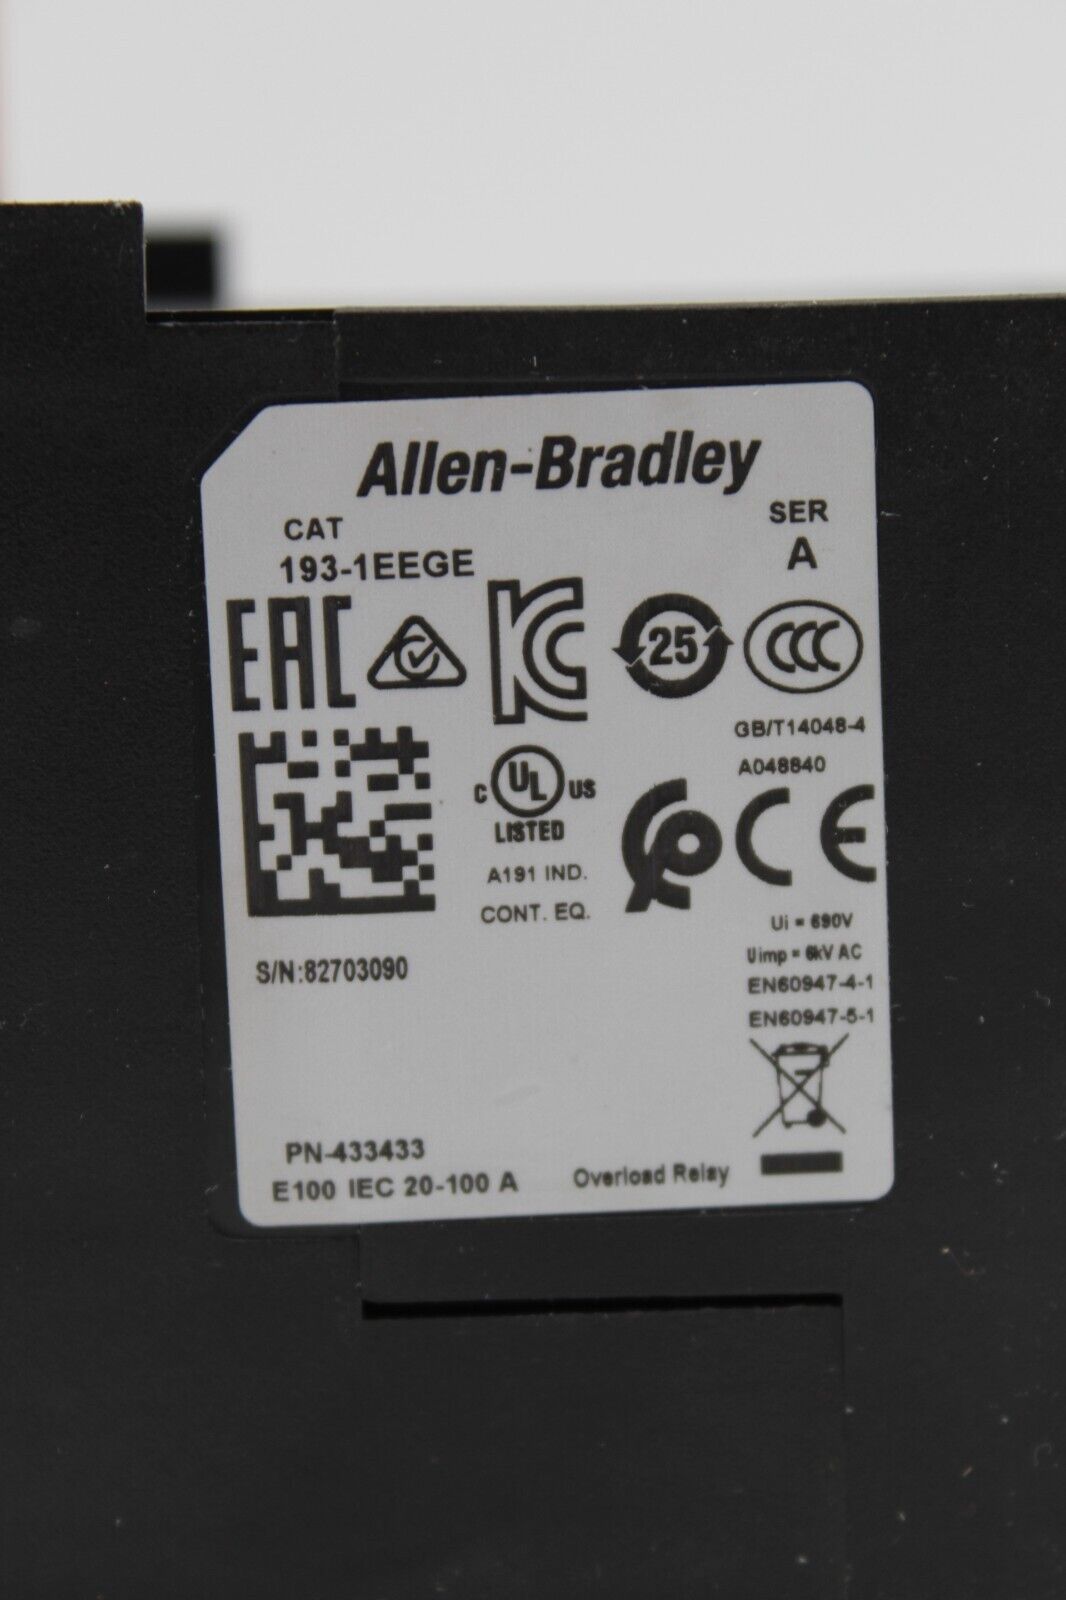 Allen-Bradley
CAT
193-1EEGE
SER
A
EAC
25
CCC
GB/T14048-4
A048840
C UL US
LISTED
A191 IND.
CONT. EQ.
CE
Ui = 690V
Uimp = 6kV AC
EN60947-4-1
EN60947-5-1
S/N:82703090
PN-433433
E100 IEC 20-100 A
Overload Relay